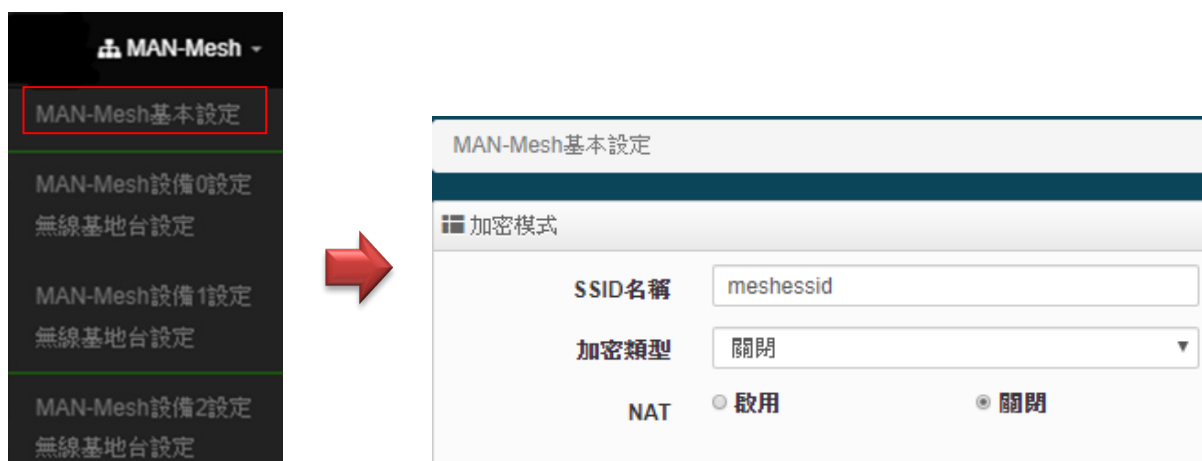 MAN-Mesh
MAN-Mesh基本設定
MAN-Mesh設備0設定
無線基地台設定
MAN-Mesh設備1設定
無線基地台設定
MAN-Mesh設備2設定
無線基地台設定
MAN-Mesh基本設定
加密模式
SSID名稱 meshessid
加密類型 關閉
NAT 啟用 關閉